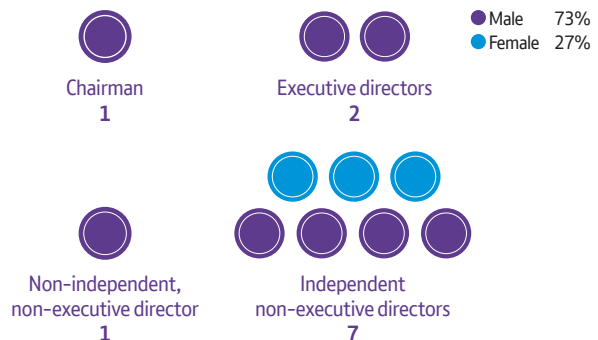 Male 73%
Female 27%
Chairman
1
Executive directors
2
Non-independent,
non-executive director
1
Independent
non-executive directors
7